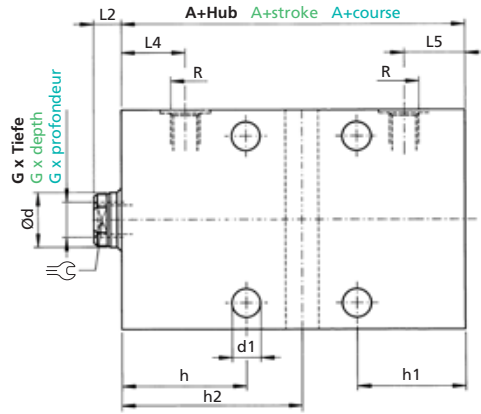 L2
A+Hub A+stroke A+course
L4
L5
R
R
G x Tiefe
G x depth
G x profondeur
Ød
d1
h
h1
h2